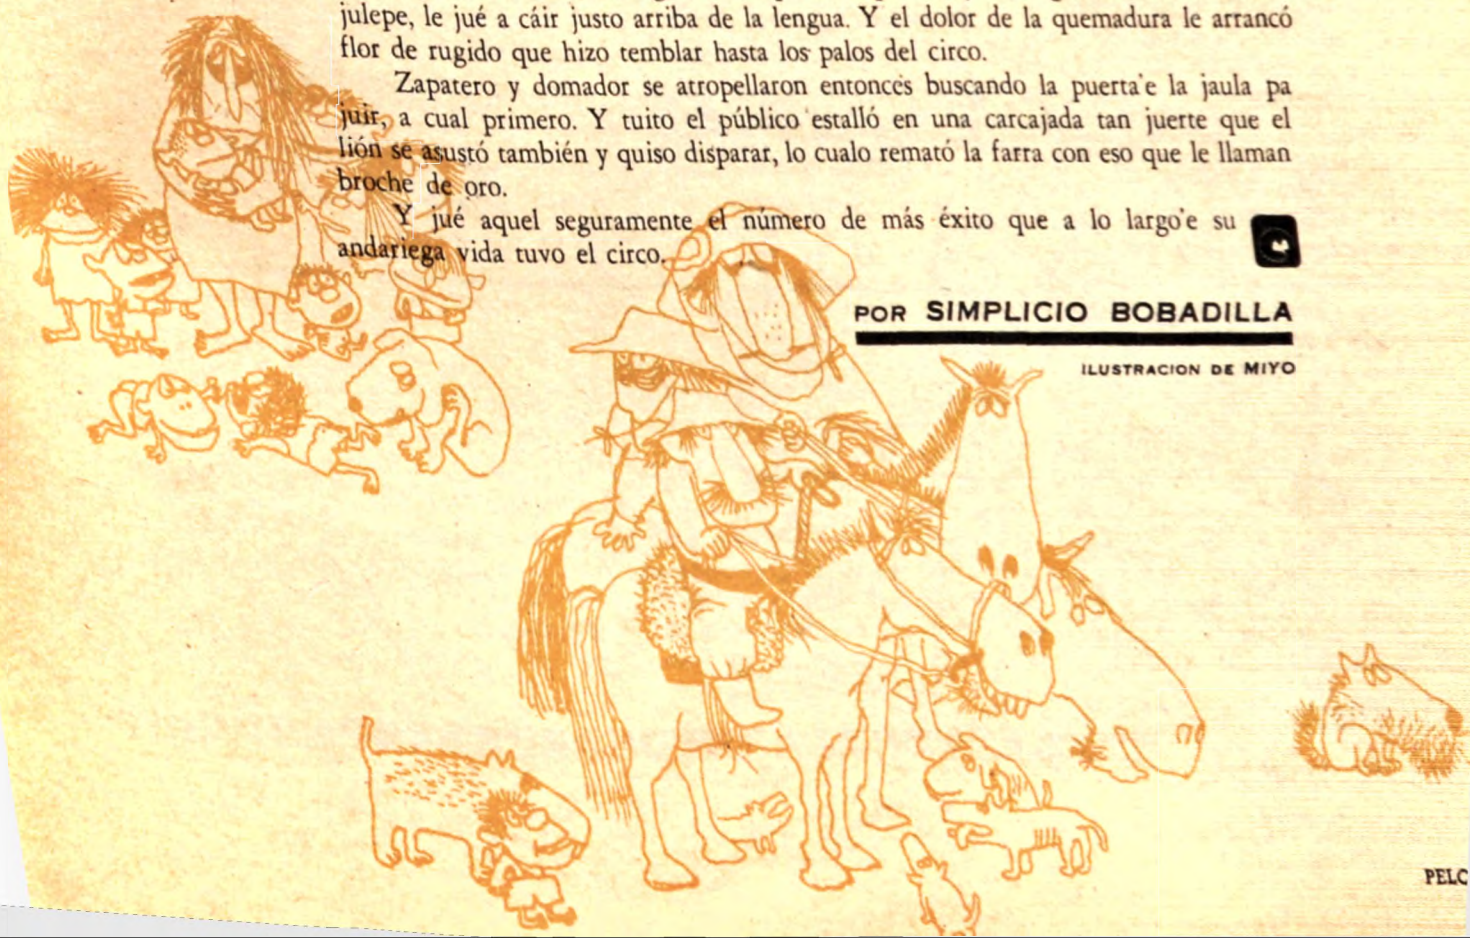 julepe, le jué a cáir justo arriba de la lengua. Y el dolor de la quemadura le arrancó
flor de rugido que hizo temblar hasta los palos del circo.
Zapatero y domador se atropellaron entonces buscando la puerta'e la jaula pa
juir, a cual primero. Y tuito el público estalló en una carcajada tan juerte que el
lión se asustó también y quiso disparar, lo cualo remató la farra con eso que le llaman
broche de oro.
Y jué aquel seguramente el número de más éxito que a lo largo'e su
andariega vida tuvo el circo.
POR SIMPLICIO BOBADILLA
ILUSTRACION DE MIYO
PELO